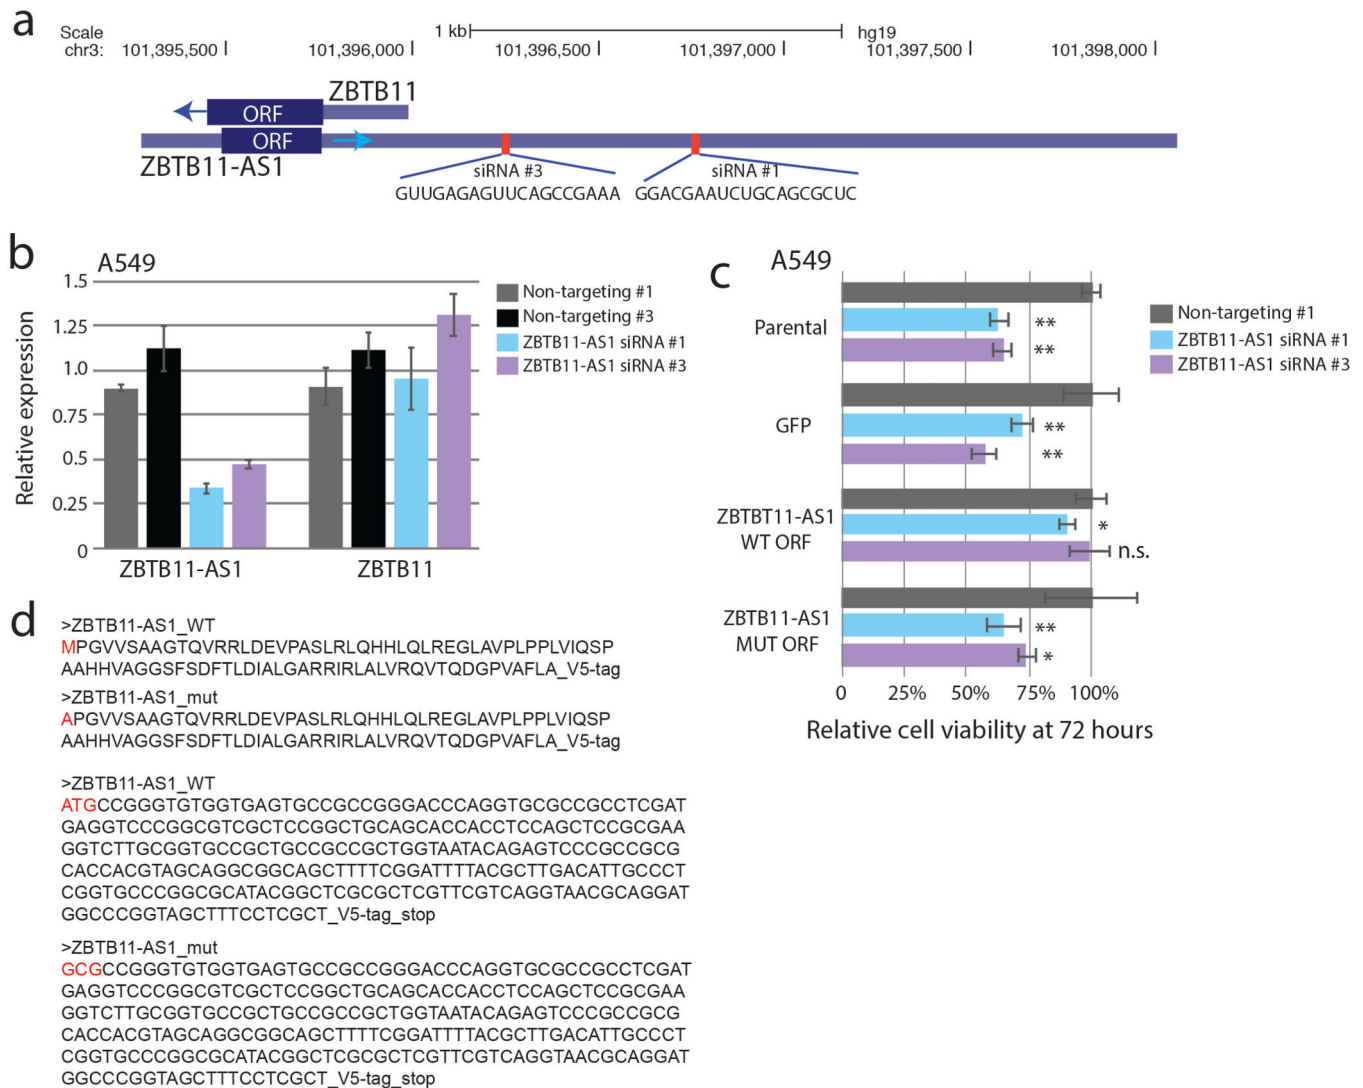 a
Scale
chr3:
1 kb
hg19
101,395,500
101,396,000
101,396,500
101,397,000
101,397,500
101,398,000
ZBTB11
ORF
ORF
ZBTB11-AS1
siRNA #3
GUUGAGAGUUCAGCCGAAA
siRNA #1
GGACGAAUCUGCAGCGCUC
b
A549
Relative expression
1.5
1.25
1.0
0.75
0.5
0.25
0
ZBTB11-AS1
ZBTB11
Non-targeting #1
Non-targeting #3
ZBTB11-AS1 siRNA #1
ZBTB11-AS1 siRNA #3
c
A549
Parental
**
**
GFP
**
**
ZBTBT11-AS1
WT ORF
*
n.s.
ZBTB11-AS1
MUT ORF
**
*
0
25%
50%
75%
100%
Relative cell viability at 72 hours
Non-targeting #1
ZBTB11-AS1 siRNA #1
ZBTB11-AS1 siRNA #3
d
>ZBTB11-AS1_WT
MPGVVSAAGTQVRRLDEVPASLRLQHHLQLREGLAVPLPPLVIQSP
AAHHVAGGSFSDFTLDIALGARRIRLALVRQVTQDGPVAFLA_V5-tag
>ZBTB11-AS1_mut
APGVVSAAGTQVRRLDEVPASLRLQHHLQLREGLAVPLPPLVIQSP
AAHHVAGGSFSDFTLDIALGARRIRLALVRQVTQDGPVAFLA_V5-tag
>ZBTB11-AS1_WT
ATGCCGGGTGTGGTGAGTGCCGCCGGGACCCAGGTGCGCCGCCTCGAT
GAGGTCCCGGCGTCGCTCCGGCTGCAGCACCACCTCCAGCTCCGCGAA
GGTCTTGCGGTGCCGCTGCCGCCGCTGGTAATACAGAGTCCCGCCGCG
CACCACGTAGCAGGCGGCAGCTTTTCGGATTTTACGCTTGACATTGCCCT
CGGTGCCCGGCGCATACGGCTCGCGCTCGTTCGTCAGGTAACGCAGGAT
GGCCCGGTAGCTTTCCTCGCT_V5-tag_stop
>ZBTB11-AS1_mut
GCGCCGGGTGTGGTGAGTGCCGCCGGGACCCAGGTGCGCCGCCTCGAT
GAGGTCCCGGCGTCGCTCCGGCTGCAGCACCACCTCCAGCTCCGCGAA
GGTCTTGCGGTGCCGCTGCCGCCGCTGGTAATACAGAGTCCCGCCGCG
CACCACGTAGCAGGCGGCAGCTTTTCGGATTTTACGCTTGACATTGCCCT
CGGTGCCCGGCGCATACGGCTCGCGCTCGTTCGTCAGGTAACGCAGGAT
GGCCCGGTAGCTTTCCTCGCT_V5-tag_stop